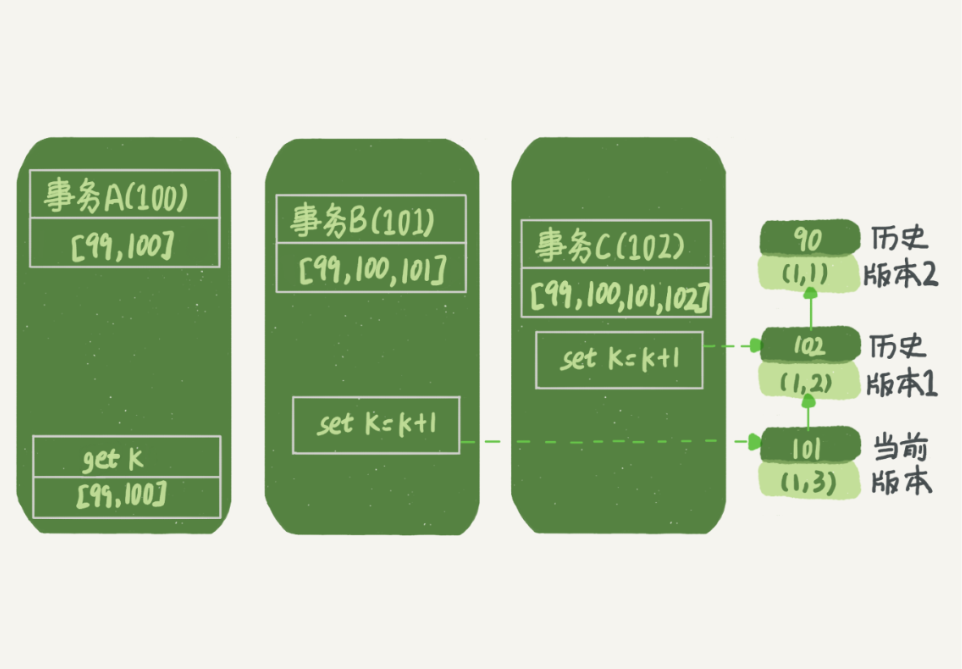 事务A(100)
[99,100]
get k
[99,100]
事务B(101)
[99,100,101]
set k=k+1
事务C(102)
[99,100,101,102]
set k=k+1
90
(1,1)
历史
版本2
102
(1,2)
历史
版本1
101
(1,3)
当前
版本